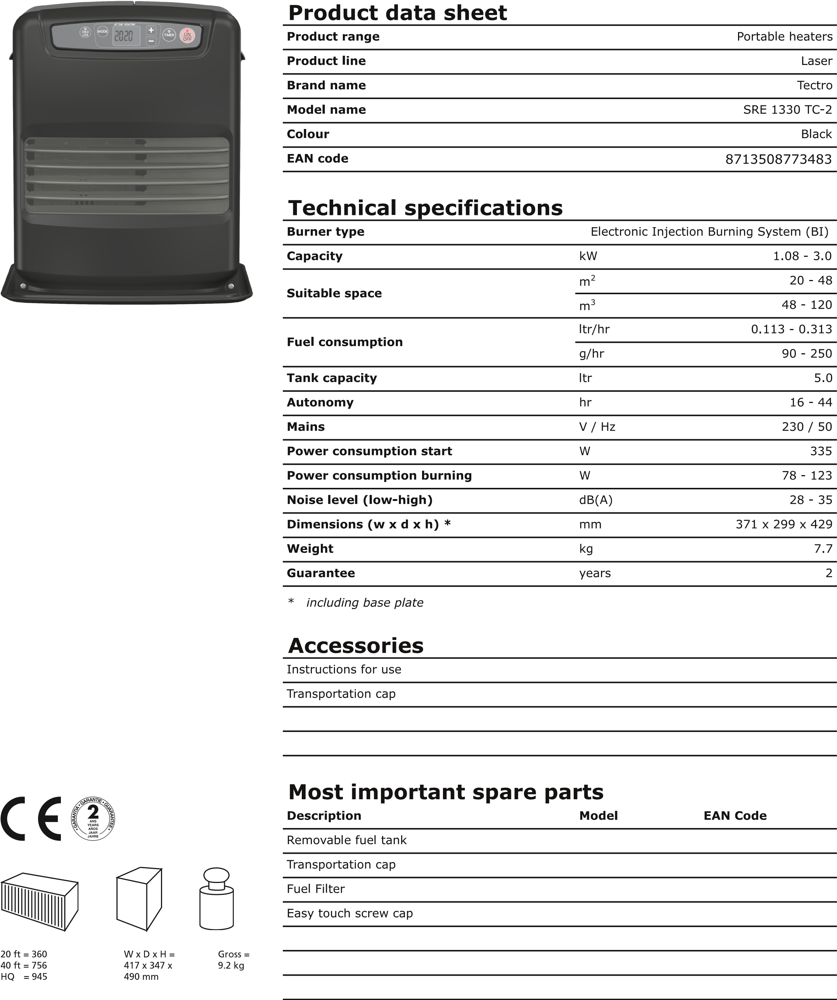 SET TEMP ROOM TEMP
CHILD LOCK
MODE
2020
+
−
TIMER
ON
OFF
Product data sheet
Product range Portable heaters
Product line Laser
Brand name Tectro
Model name SRE 1330 TC-2
Colour Black
EAN code 8713508773483
Technical specifications
Burner type Electronic Injection Burning System (BI)
Capacity kW 1.08 - 3.0
Suitable space m² 20 - 48
m³ 48 - 120
Fuel consumption ltr/hr 0.113 - 0.313
g/hr 90 - 250
Tank capacity ltr 5.0
Autonomy hr 16 - 44
Mains V / Hz 230 / 50
Power consumption start W 335
Power consumption burning W 78 - 123
Noise level (low-high) dB(A) 28 - 35
Dimensions (w x d x h) * mm 371 x 299 x 429
Weight kg 7.7
Guarantee years 2
* including base plate
Accessories
Instructions for use
Transportation cap
Most important spare parts
Description Model EAN Code
Removable fuel tank
Transportation cap
Fuel Filter
Easy touch screw cap
CE
GARANTIA • GARANTIE • GUARANTEE
2
ANS
YEARS
AÑOS
JAAR
JAHRE
20 ft = 360
40 ft = 756
HQ = 945
W x D x H =
417 x 347 x
490 mm
Gross =
9.2 kg